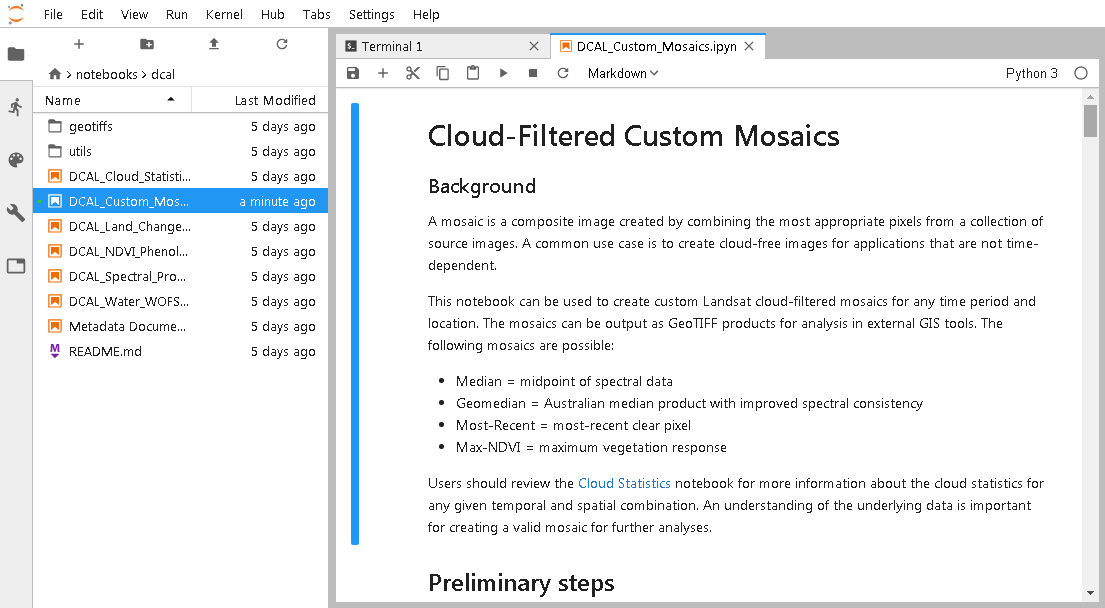 File Edit View Run Kernel Hub Tabs Settings Help
Terminal 1 DCAL_Custom_Mosaics.ipyn
notebooks dcal
Markdown Python 3
Name Last Modified
geotiffs 5 days ago
utils 5 days ago
DCAL_Cloud_Statisti... 5 days ago
DCAL_Custom_Mos... a minute ago
DCAL_Land_Change... 5 days ago
DCAL_NDVI_Phenol... 5 days ago
DCAL_Spectral_Pro... 5 days ago
DCAL_Water_WOFS... 5 days ago
Metadata Docume... 5 days ago
README.md 5 days ago
Cloud-Filtered Custom Mosaics
Background
A mosaic is a composite image created by combining the most appropriate pixels from a collection of
source images. A common use case is to create cloud-free images for applications that are not time-
dependent.
This notebook can be used to create custom Landsat cloud-filtered mosaics for any time period and
location. The mosaics can be output as GeoTIFF products for analysis in external GIS tools. The
following mosaics are possible:
• Median = midpoint of spectral data
• Geomedian = Australian median product with improved spectral consistency
• Most-Recent = most-recent clear pixel
• Max-NDVI = maximum vegetation response
Users should review the Cloud Statistics notebook for more information about the cloud statistics for
any given temporal and spatial combination. An understanding of the underlying data is important
for creating a valid mosaic for further analyses.
Preliminary steps